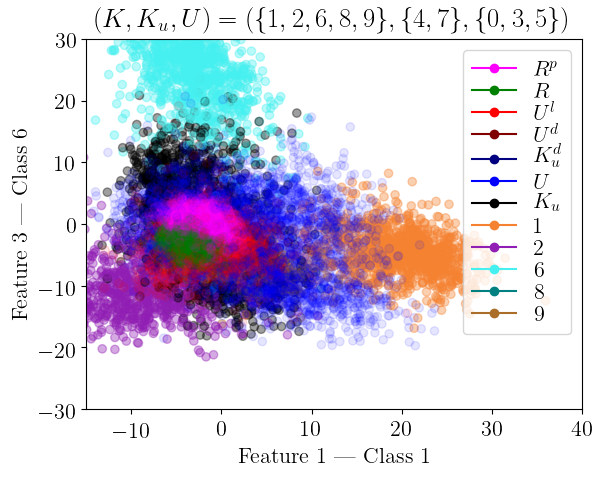 (K, K_u, U) = ({1, 2, 6, 8, 9}, {4, 7}, {0, 3, 5})
30
20
10
0
−10
−20
−30
Feature 3 — Class 6
R^p
R
U^l
U^d
K_u^d
U
K_u
1
2
6
8
9
−10
0
10
20
30
40
Feature 1 — Class 1